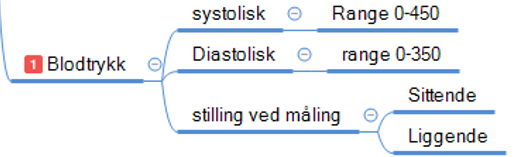 systolisk
Range 0-450
1 Blodtrykk
Diastolisk
range 0-350
stilling ved måling
Sittende
Liggende